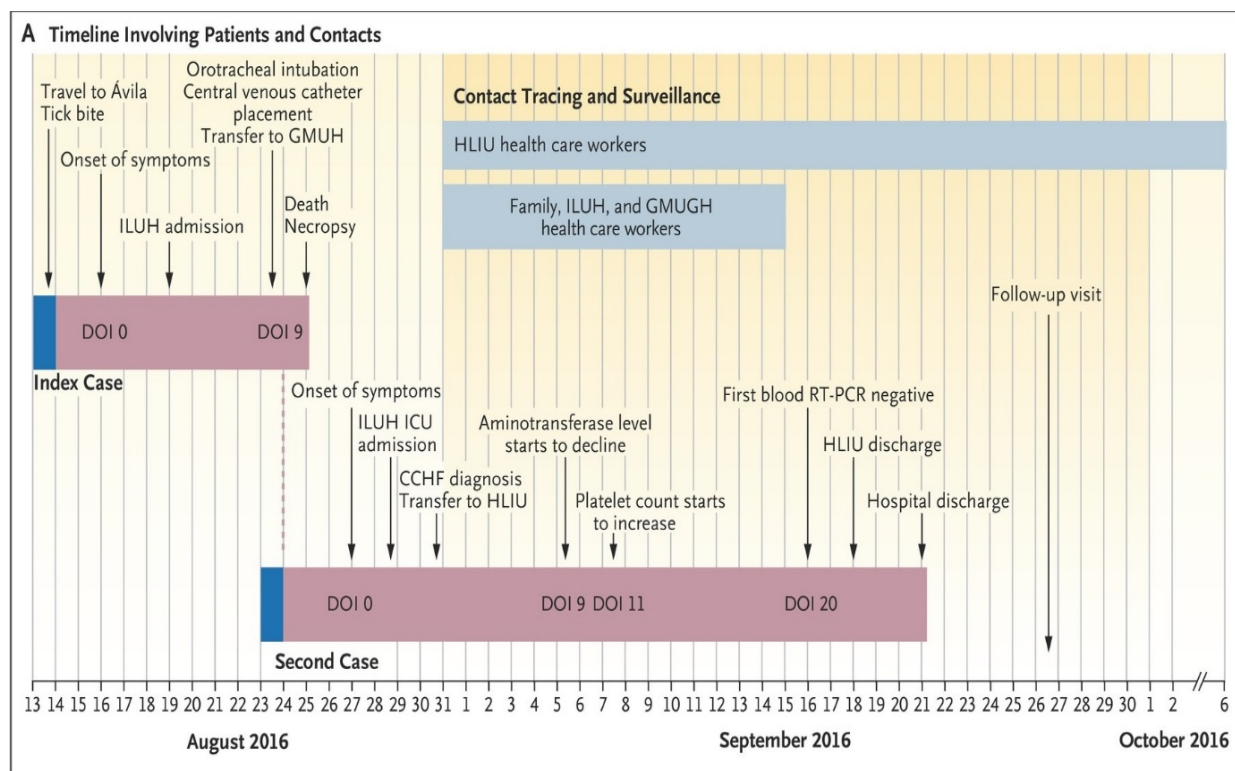 A Timeline Involving Patients and Contacts
Travel to Ávila
Tick bite
Onset of symptoms
ILUH admission
Orotracheal intubation
Central venous catheter
placement
Transfer to GMUH
Death
Necropsy
Contact Tracing and Surveillance
HLIU health care workers
Family, ILUH, and GMUGH
health care workers
Follow-up visit
DOI 0
DOI 9
Index Case
Onset of symptoms
ILUH ICU
admission
CCHF diagnosis
Transfer to HLIU
Aminotransferase level
starts to decline
Platelet count starts
to increase
First blood RT-PCR negative
HLIU discharge
Hospital discharge
DOI 0
DOI 9 DOI 11
DOI 20
Second Case
13 14 15 16 17 18 19 20 21 22 23 24 25 26 27 28 29 30 31 1 2 3 4 5 6 7 8 9 10 11 12 13 14 15 16 17 18 19 20 21 22 23 24 25 26 27 28 29 30 1 2 6
August 2016
September 2016
October 2016